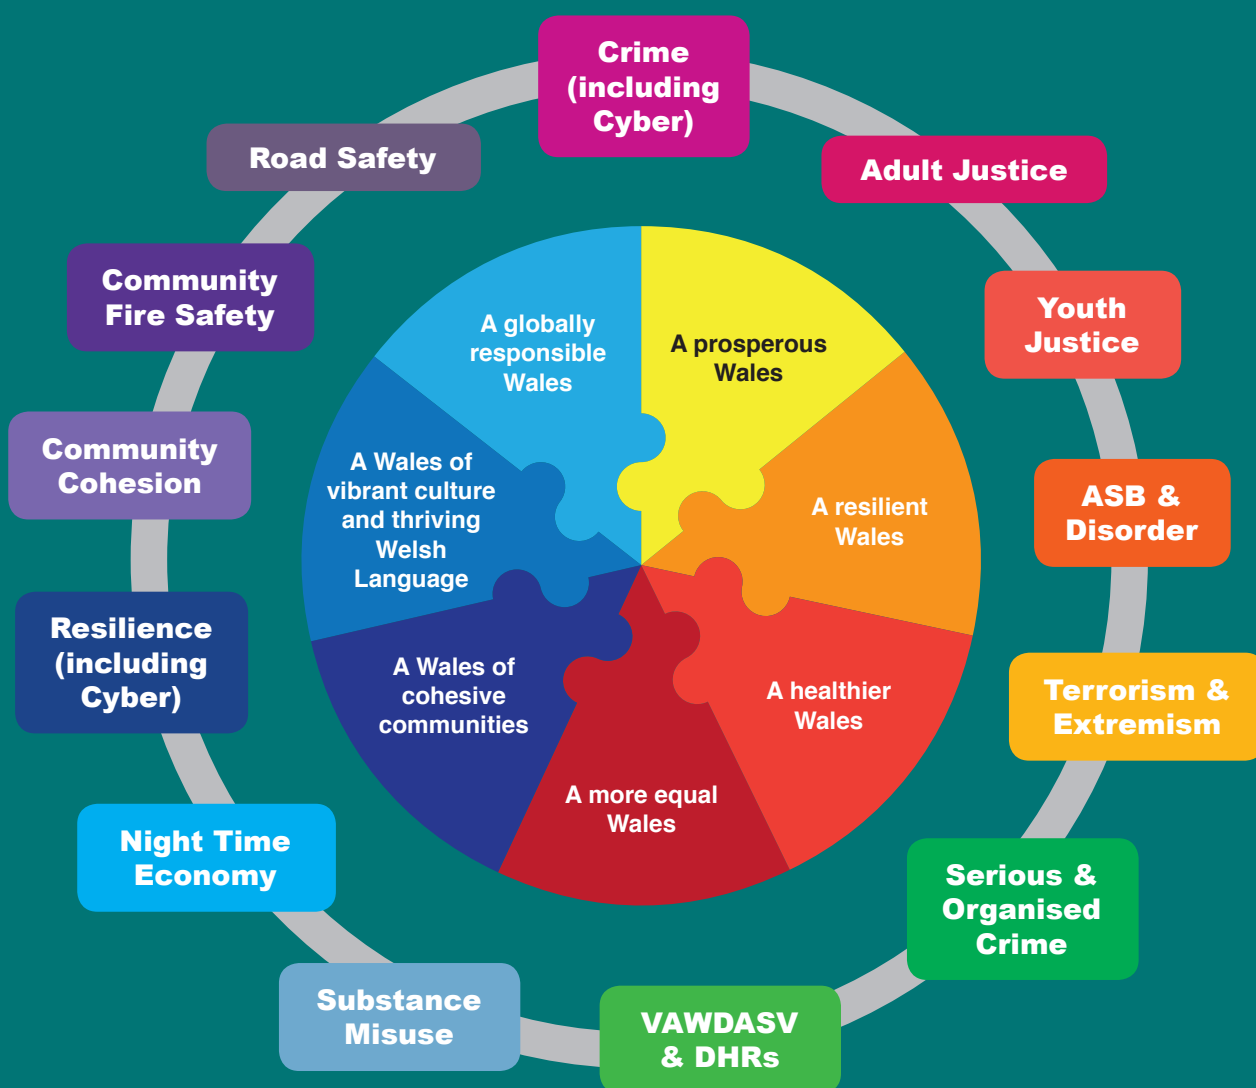 Crime
(including
Cyber)
Adult Justice
Youth
Justice
ASB &
Disorder
Terrorism &
Extremism
Serious &
Organised
Crime
VAWDASV
& DHRs
Substance
Misuse
Night Time
Economy
Resilience
(including
Cyber)
Community
Cohesion
Community
Fire Safety
Road Safety
A prosperous
Wales
A resilient
Wales
A healthier
Wales
A more equal
Wales
A Wales of
cohesive
communities
A Wales of
vibrant culture
and thriving
Welsh
Language
A globally
responsible
Wales